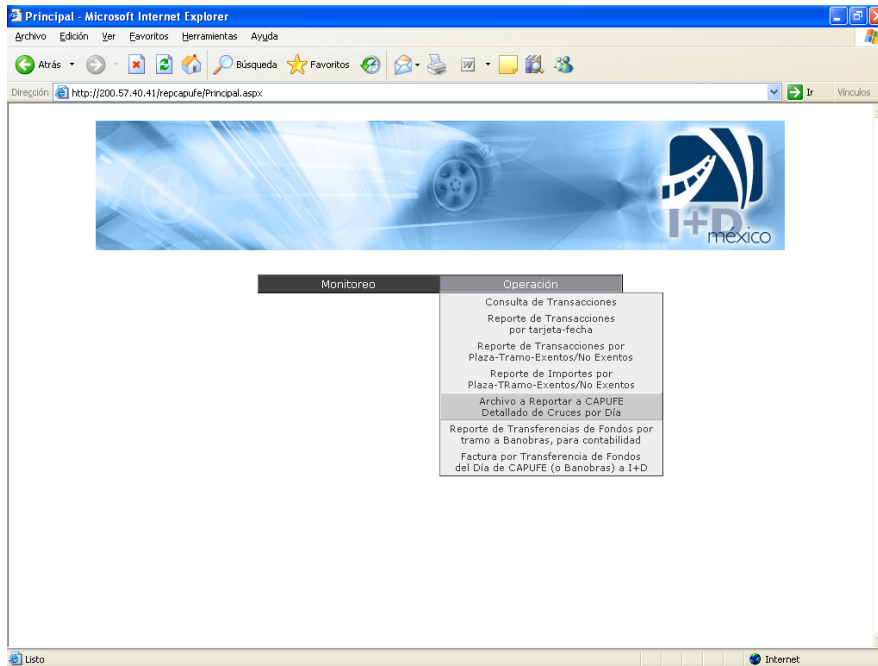 Principal - Microsoft Internet Explorer
Archivo Edición Ver Favoritos Herramientas Ayuda
Atrás Búsqueda Favoritos
Dirección http://200.57.40.41/repcapufe/Principal.aspx Ir Vínculos
I+D
méxico
Monitoreo Operación
Consulta de Transacciones
Reporte de Transacciones
por tarjeta-fecha
Reporte de Transacciones por
Plaza-Tramo-Exentos/No Exentos
Reporte de Importes por
Plaza-TRamo-Exentos/No Exentos
Archivo a Reportar a CAPUFE
Detallado de Cruces por Día
Reporte de Transferencias de Fondos por
tramo a Banobras, para contabilidad
Factura por Transferencia de Fondos
del Día de CAPUFE (o Banobras) a I+D
Listo Internet